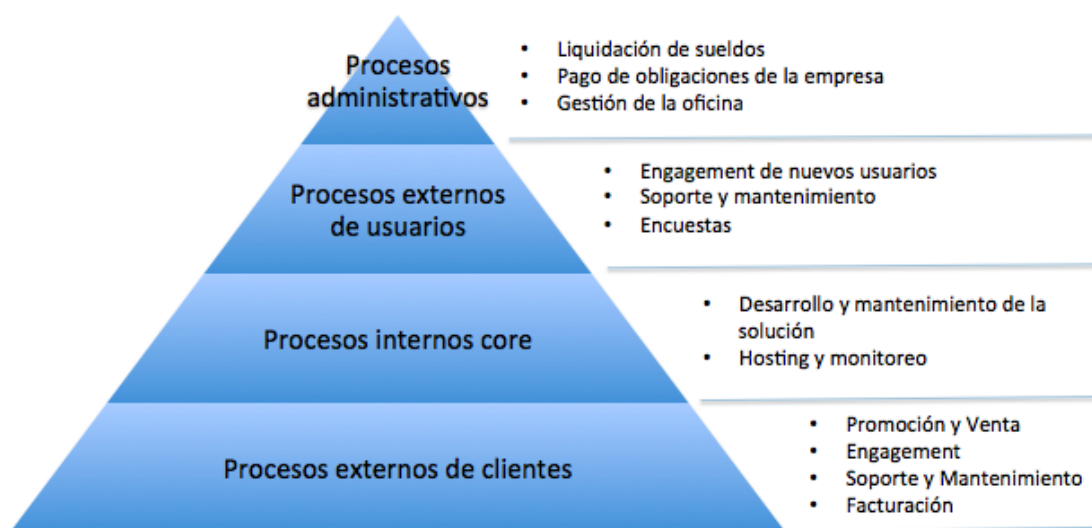 Procesos
administrativos
• Liquidación de sueldos
• Pago de obligaciones de la empresa
• Gestión de la oficina
Procesos externos
de usuarios
• Engagement de nuevos usuarios
• Soporte y mantenimiento
• Encuestas
Procesos internos core
• Desarrollo y mantenimiento de la
solución
• Hosting y monitoreo
Procesos externos de clientes
• Promoción y Venta
• Engagement
• Soporte y Mantenimiento
• Facturación